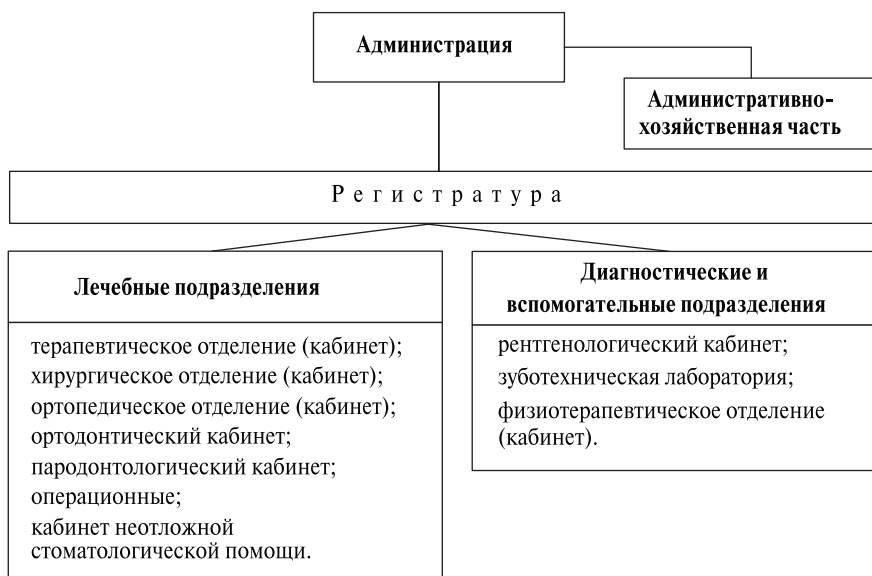 Администрация
Административно-
хозяйственная часть
Регистратура
Лечебные подразделения
терапевтическое отделение (кабинет);
хирургическое отделение (кабинет);
ортопедическое отделение (кабинет);
ортодонтический кабинет;
пародонтологический кабинет;
операционные;
кабинет неотложной
стоматологической помощи.
Диагностические и
вспомогательные подразделения
рентгенологический кабинет;
зуботехническая лаборатория;
физиотерапевтическое отделение
(кабинет).